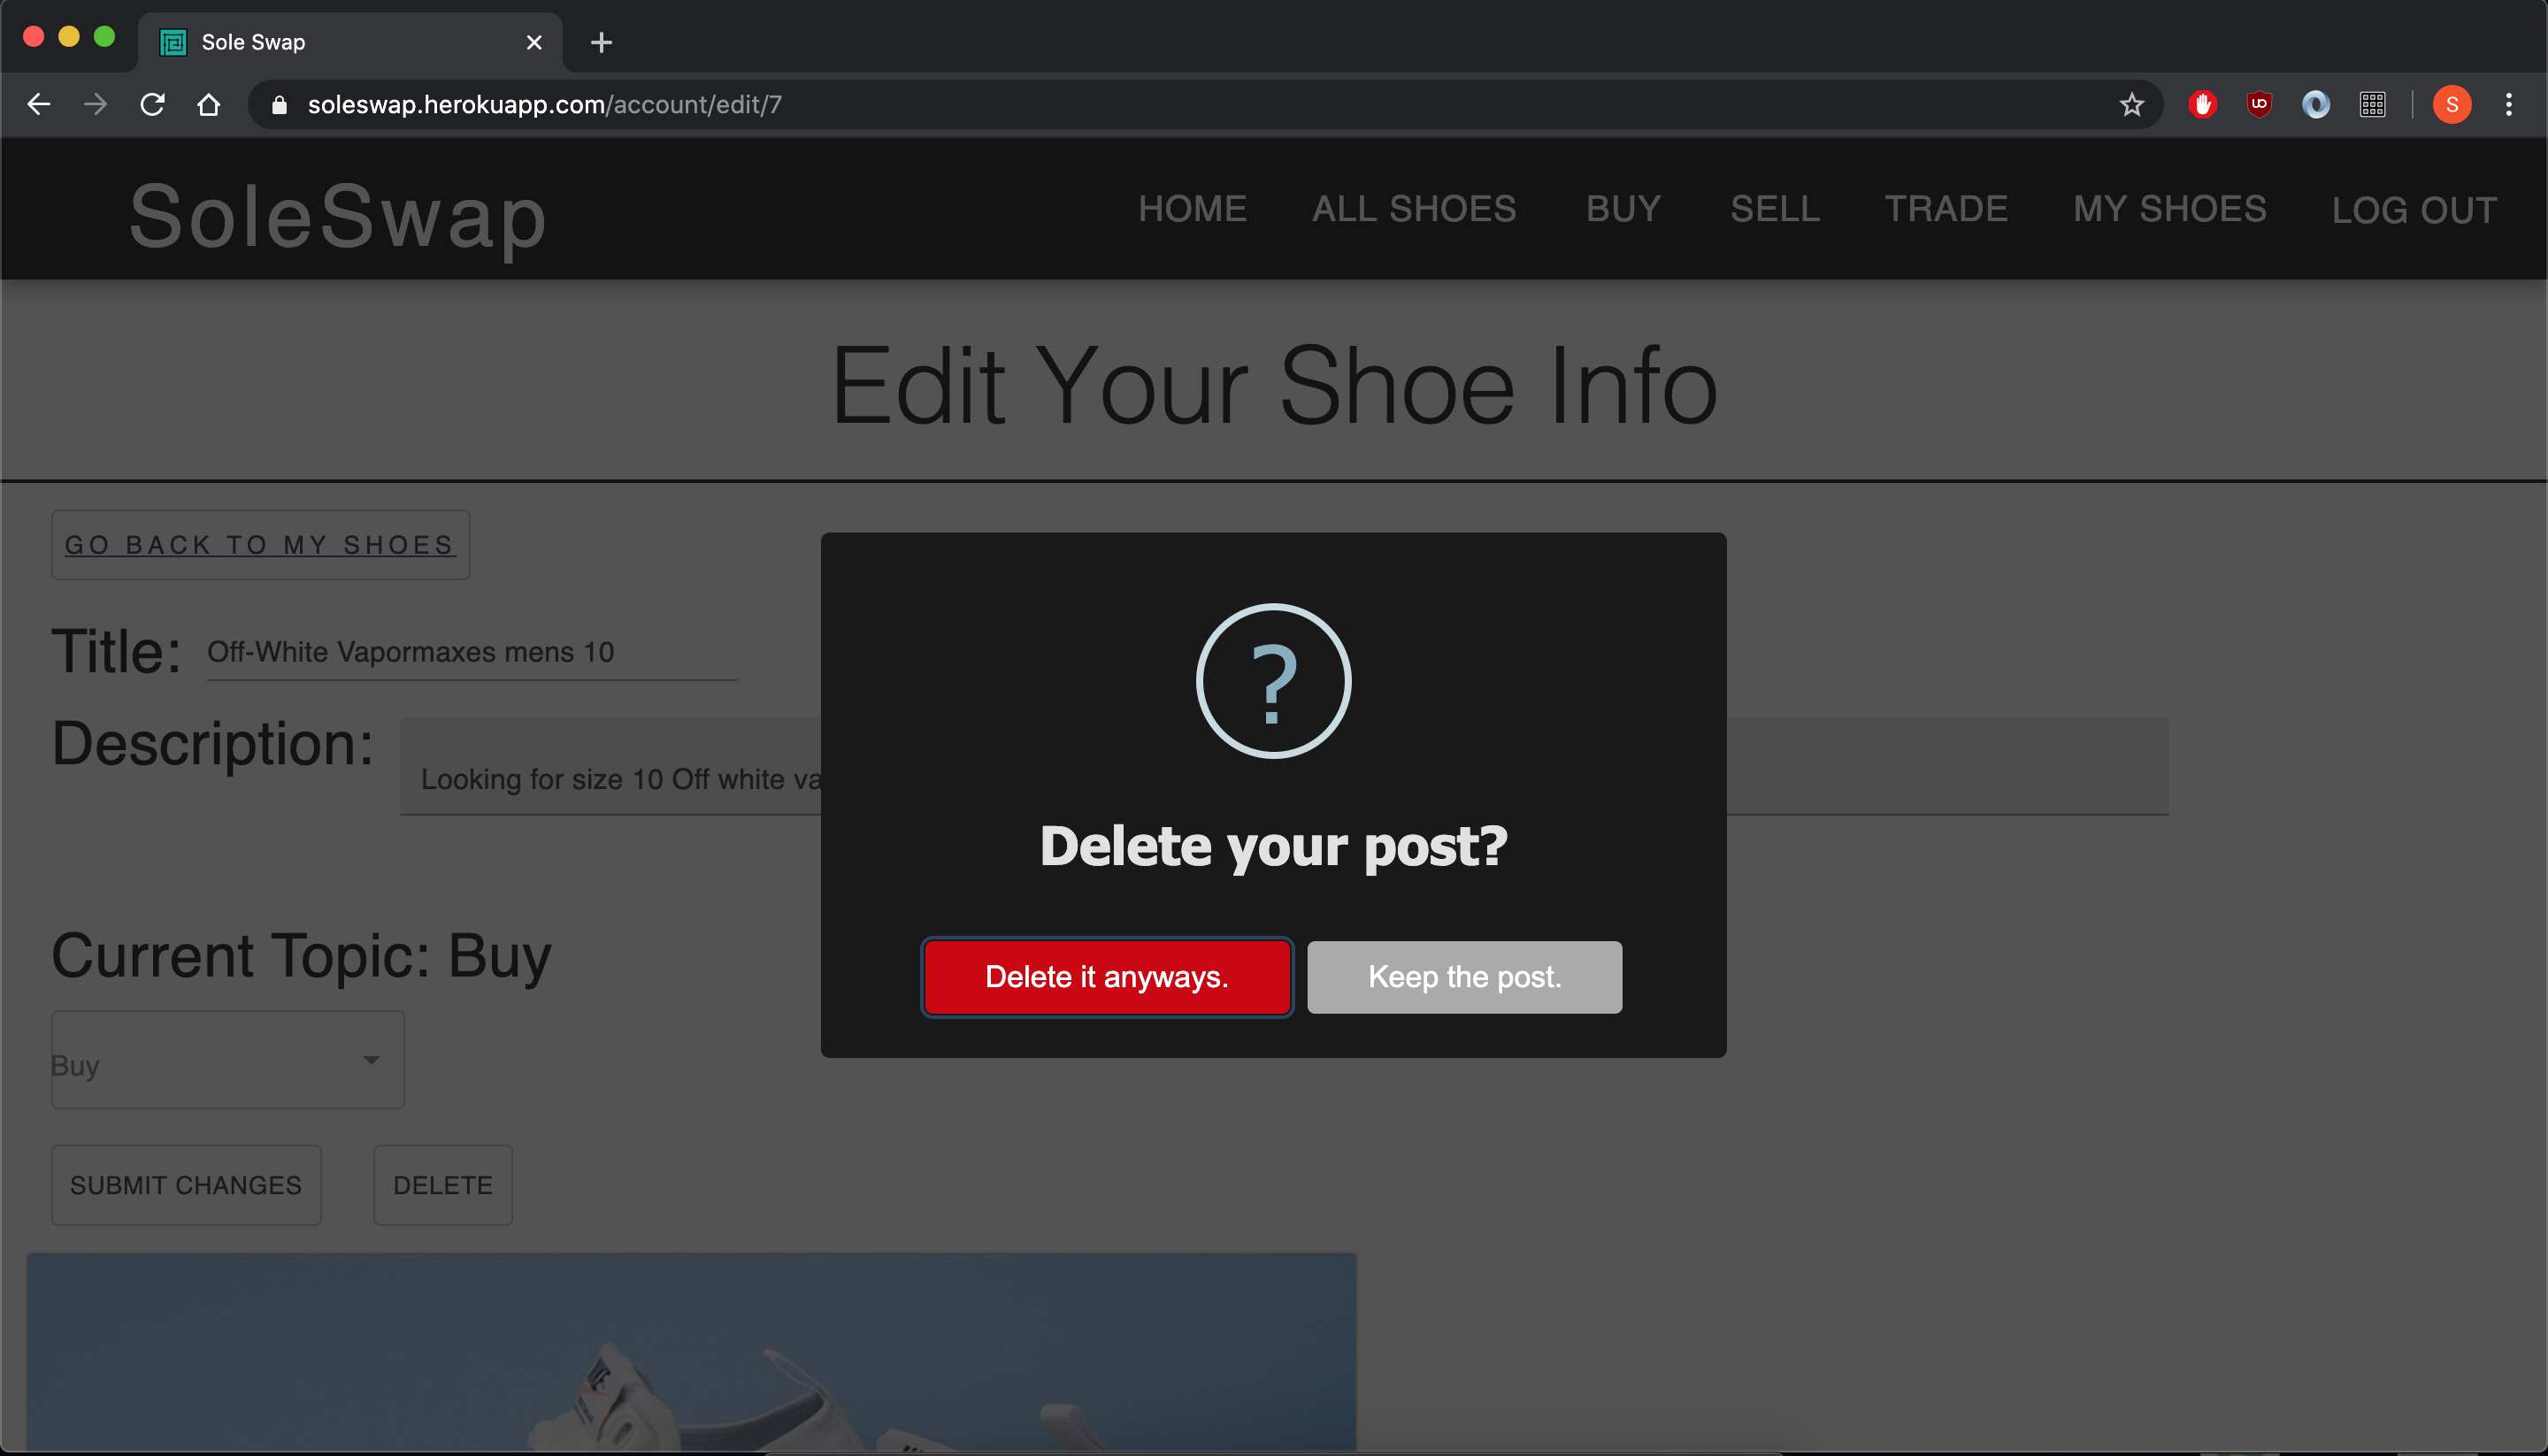 Sole Swap
soleswap.herokuapp.com/account/edit/7
UO
S
SoleSwap
HOME
ALL SHOES
BUY
SELL
TRADE
MY SHOES
LOG OUT
Edit Your Shoe Info
GO BACK TO MY SHOES
Title: Off-White Vapormaxes mens 10
Description: Looking for size 10 Off white va
?
Delete your post?
Delete it anyways.
Keep the post.
Current Topic: Buy
Buy
SUBMIT CHANGES
DELETE